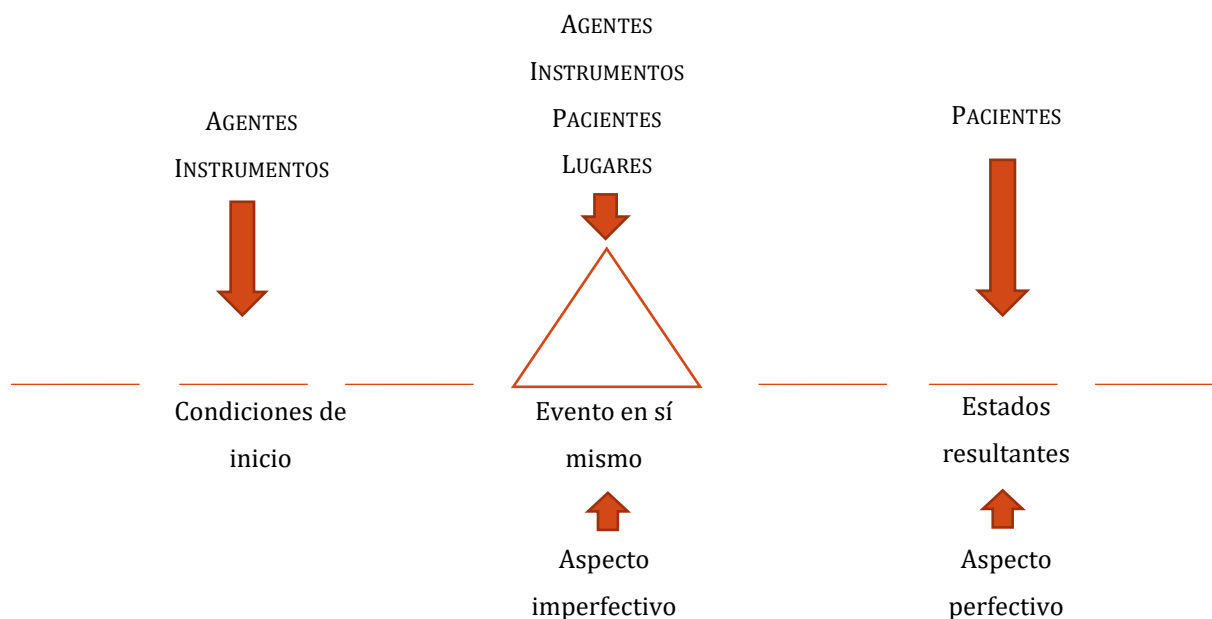 AGENTES
INSTRUMENTOS
AGENTES
INSTRUMENTOS
PACIENTES
LUGARES
PACIENTES
Condiciones de
inicio
Evento en sí
mismo
Estados
resultantes
Aspecto
imperfectivo
Aspecto
perfectivo